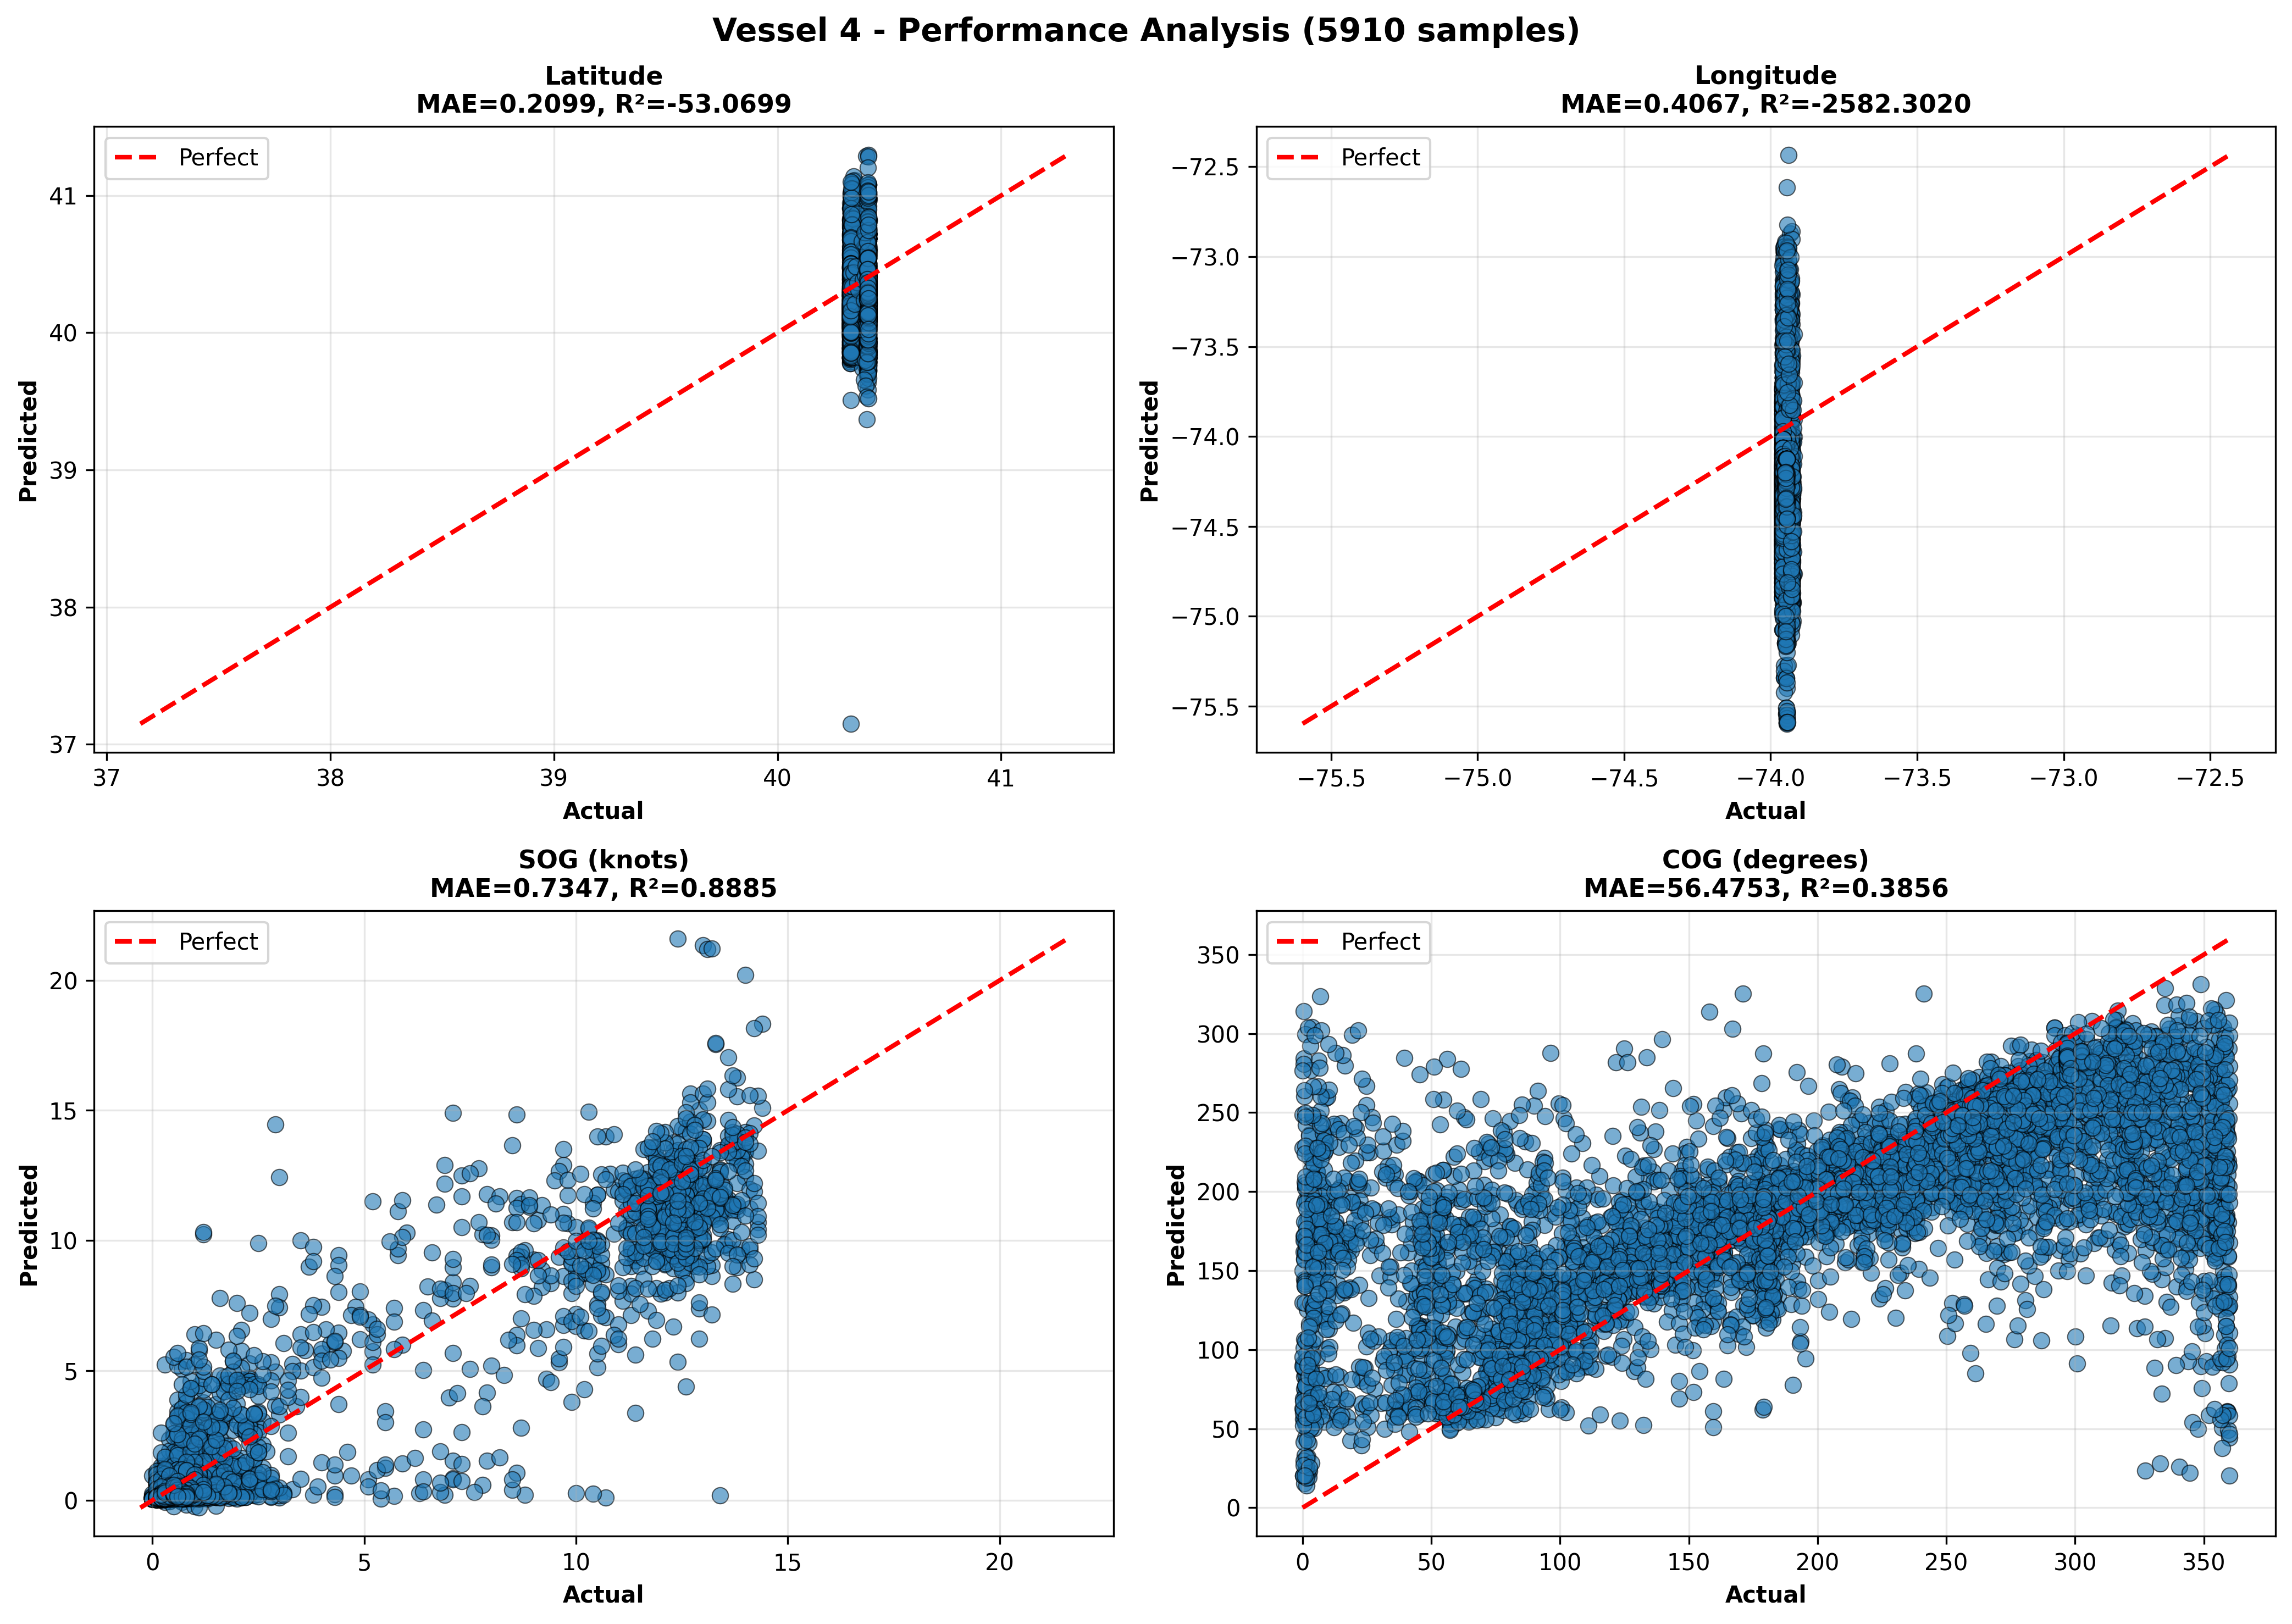 Vessel 4 - Performance Analysis (5910 samples)
Latitude
MAE=0.2099, R²=-53.0699
Perfect
41
40
39
38
37
Predicted
37 38 39 40 41
Actual
Longitude
MAE=0.4067, R²=-2582.3020
Perfect
−72.5
−73.0
−73.5
−74.0
−74.5
−75.0
−75.5
Predicted
−75.5 −75.0 −74.5 −74.0 −73.5 −73.0 −72.5
Actual
SOG (knots)
MAE=0.7347, R²=0.8885
Perfect
20
15
10
5
0
Predicted
0 5 10 15 20
Actual
COG (degrees)
MAE=56.4753, R²=0.3856
Perfect
350
300
250
200
150
100
50
0
Predicted
0 50 100 150 200 250 300 350
Actual